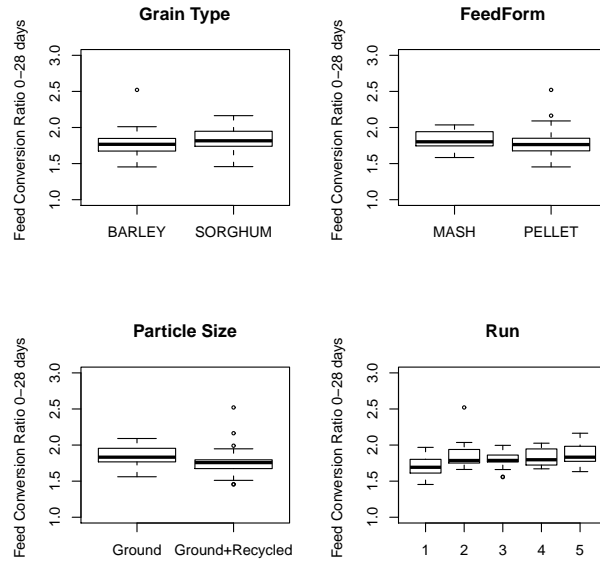 Grain Type
Feed Conversion Ratio 0−28 days
1.0 1.5 2.0 2.5 3.0
BARLEY SORGHUM
FeedForm
Feed Conversion Ratio 0−28 days
1.0 1.5 2.0 2.5 3.0
MASH PELLET
Particle Size
Feed Conversion Ratio 0−28 days
1.0 1.5 2.0 2.5 3.0
Ground Ground+Recycled
Run
Feed Conversion Ratio 0−28 days
1.0 1.5 2.0 2.5 3.0
1 2 3 4 5